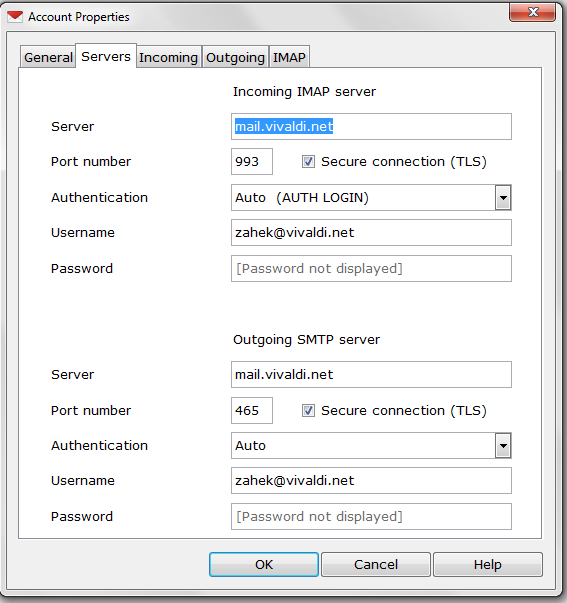 Account Properties
General Servers Incoming Outgoing IMAP
Incoming IMAP server
Server mail.vivaldi.net
Port number 993 Secure connection (TLS)
Authentication Auto (AUTH LOGIN)
Username zahek@vivaldi.net
Password [Password not displayed]
Outgoing SMTP server
Server mail.vivaldi.net
Port number 465 Secure connection (TLS)
Authentication Auto
Username zahek@vivaldi.net
Password [Password not displayed]
OK Cancel Help